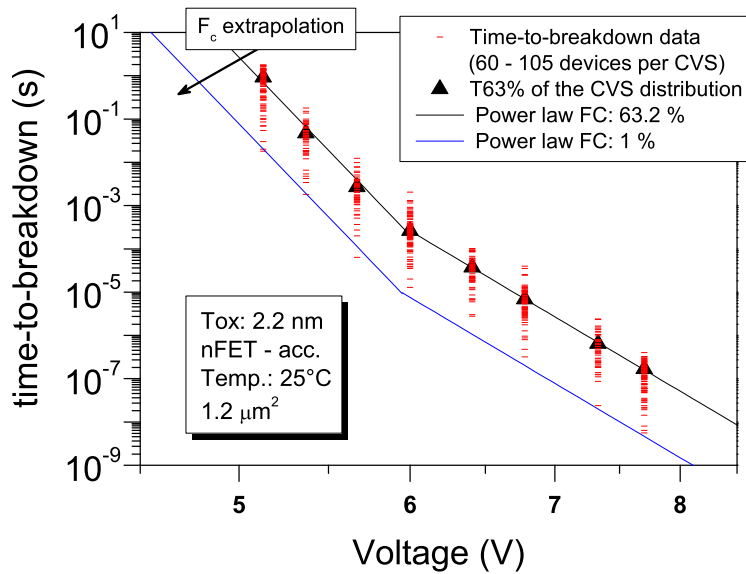 F_c extrapolation
Time-to-breakdown data
(60 - 105 devices per CVS)
T63% of the CVS distribution
Power law FC: 63.2 %
Power law FC: 1 %
time-to-breakdown (s)
10^1
10^-1
10^-3
10^-5
10^-7
10^-9
Tox: 2.2 nm
nFET - acc.
Temp.: 25°C
1.2 μm²
5 6 7 8
Voltage (V)